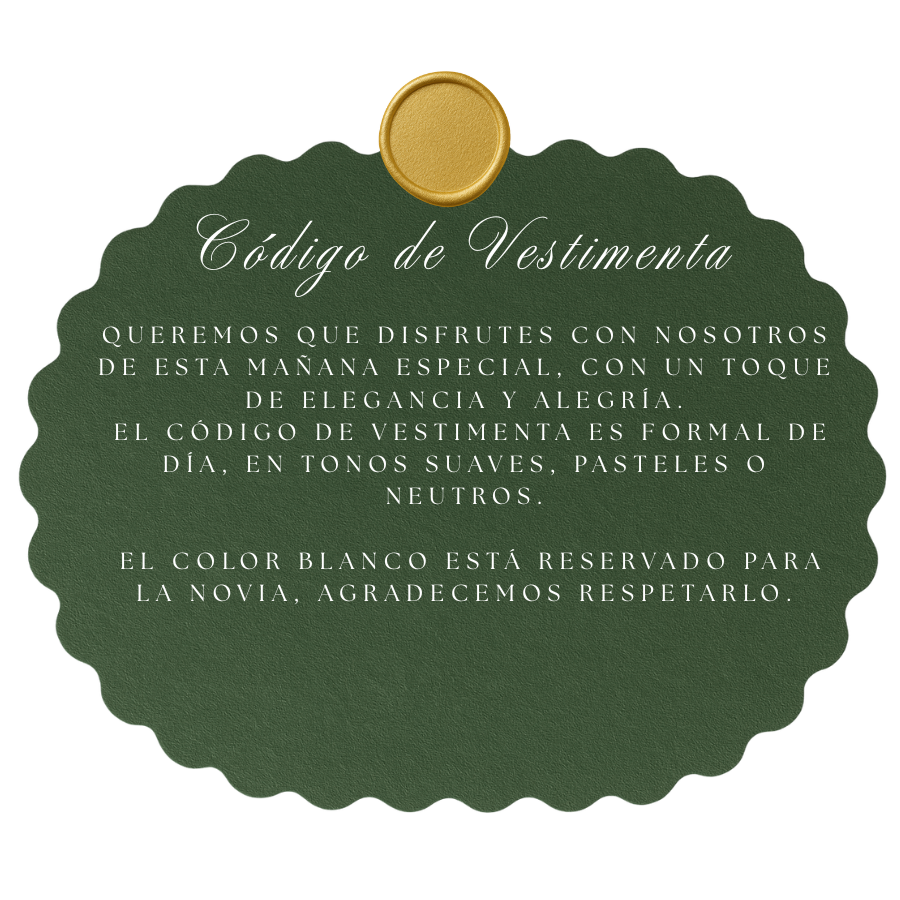 Código de Vestimenta
QUEREMOS QUE DISFRUTES CON NOSOTROS
DE ESTA MAÑANA ESPECIAL, CON UN TOQUE
DE ELEGANCIA Y ALEGRÍA.
EL CÓDIGO DE VESTIMENTA ES FORMAL DE
DÍA, EN TONOS SUAVES, PASTELES O
NEUTROS.
EL COLOR BLANCO ESTÁ RESERVADO PARA
LA NOVIA, AGRADECEMOS RESPETARLO.